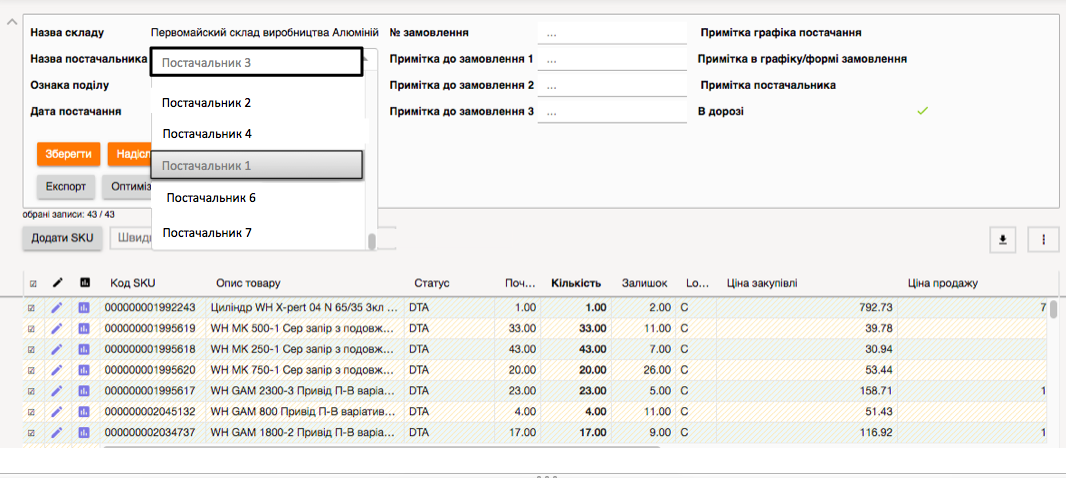 Назва складу Первомайский склад виробництва Алюміній № замовлення ... Примітка графіка постачання
Назва постачальника Постачальник 3 Примітка до замовлення 1 ... Примітка в графіку/формі замовлення
Ознака поділу Постачальник 2 Примітка до замовлення 2 ... Примітка постачальника
Дата постачання Постачальник 4 Примітка до замовлення 3 ... В дорозі
Зберегти Надісл Постачальник 1
Експорт Оптиміз Постачальник 6
обрані записи: 43 / 43
Додати SKU Швид Постачальник 7
Код SKU Опис товару Статус Поч... Кількість Залишок Lo... Ціна закупівлі Ціна продажу
000000001992243 Циліндр WH X-pert 04 N 65/35 3кл ... DTA 1.00 1.00 2.00 C 792.73 7
000000001995619 WH MK 500-1 Сер запір з подовж... DTA 33.00 33.00 11.00 C 39.78
000000001995618 WH MK 250-1 Сер запір з подовж... DTA 43.00 43.00 7.00 C 30.94
000000001995620 WH MK 750-1 Сер запір з подовж... DTA 20.00 20.00 26.00 C 53.44
000000001995617 WH GAM 2300-3 Привід П-В варіа... DTA 23.00 23.00 5.00 C 158.71 1
000000002045132 WH GAM 800 Привід П-В варіатив... DTA 4.00 4.00 11.00 C 51.43
000000002034737 WH GAM 1800-2 Привід П-В варіа... DTA 17.00 17.00 9.00 C 116.92 1